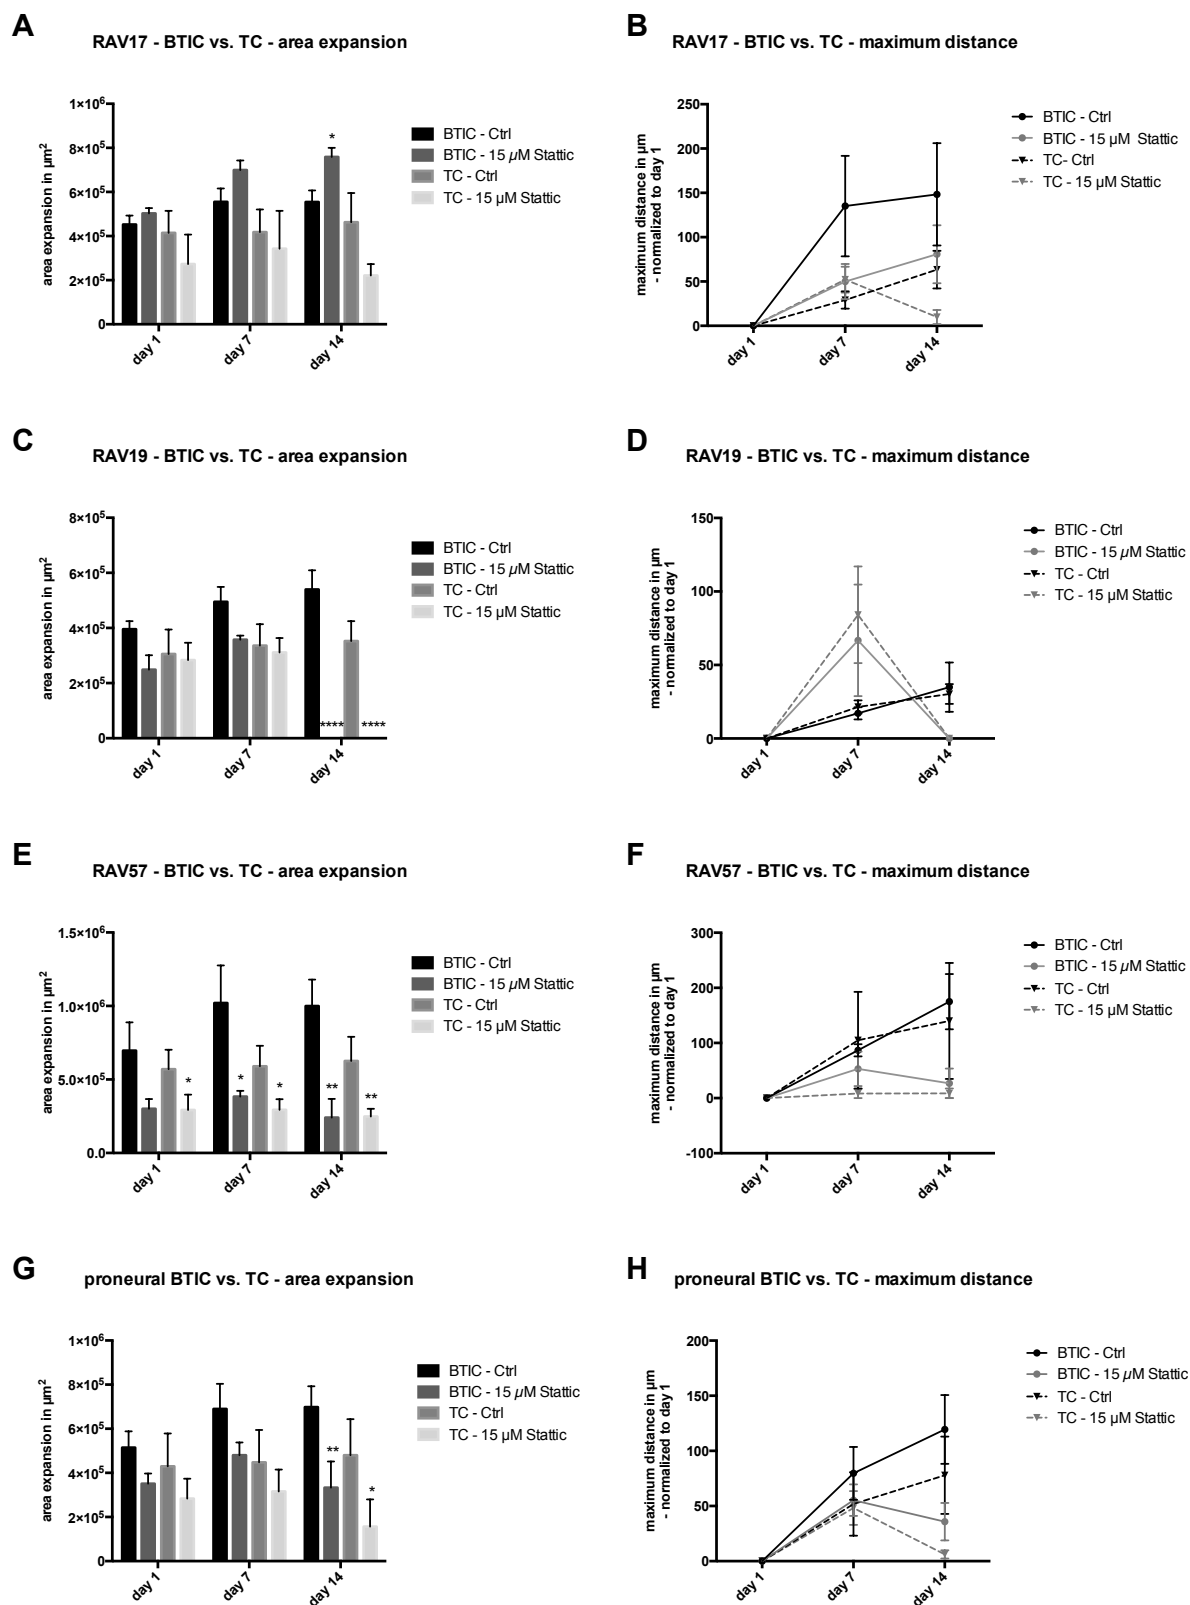 A
RAV17 - BTIC vs. TC - area expansion
area expansion in µm²
1×10⁶
8×10⁵
6×10⁵
4×10⁵
2×10⁵
0
*
day 1
day 7
day 14
BTIC - Ctrl
BTIC - 15 µM Stattic
TC - Ctrl
TC - 15 µM Stattic
B
RAV17 - BTIC vs. TC - maximum distance
maximum distance in µm
- normalized to day 1
250
200
150
100
50
0
day 1
day 7
day 14
BTIC - Ctrl
BTIC - 15 µM Stattic
TC- Ctrl
TC - 15 µM Stattic
C
RAV19 - BTIC vs. TC - area expansion
area expansion in µm²
8×10⁵
6×10⁵
4×10⁵
2×10⁵
0
****
****
day 1
day 7
day 14
BTIC - Ctrl
BTIC - 15 µM Stattic
TC - Ctrl
TC - 15 µM Stattic
D
RAV19 - BTIC vs. TC - maximum distance
maximum distance in µm
- normalized to day 1
150
100
50
0
day 1
day 7
day 14
BTIC - Ctrl
BTIC - 15 µM Stattic
TC - Ctrl
TC - 15 µM Stattic
E
RAV57 - BTIC vs. TC - area expansion
area expansion in µm²
1.5×10⁶
1.0×10⁶
5.0×10⁵
0.0
*
*
*
**
**
day 1
day 7
day 14
BTIC - Ctrl
BTIC - 15 µM Stattic
TC - Ctrl
TC - 15 µM Stattic
F
RAV57 - BTIC vs. TC - maximum distance
maximum distance in µm
- normalized to day 1
300
200
100
0
-100
day 1
day 7
day 14
BTIC - Ctrl
BTIC - 15 µM Stattic
TC - Ctrl
TC - 15 µM Stattic
G
proneural BTIC vs. TC - area expansion
area expansion in µm²
1×10⁶
8×10⁵
6×10⁵
4×10⁵
2×10⁵
0
**
*
day 1
day 7
day 14
BTIC - Ctrl
BTIC - 15 µM Stattic
TC - Ctrl
TC - 15 µM Stattic
H
proneural BTIC vs. TC - maximum distance
maximum distance in µm
- normalized to day 1
200
150
100
50
0
day 1
day 7
day 14
BTIC - Ctrl
BTIC - 15 µM Stattic
TC - Ctrl
TC - 15 µM Stattic